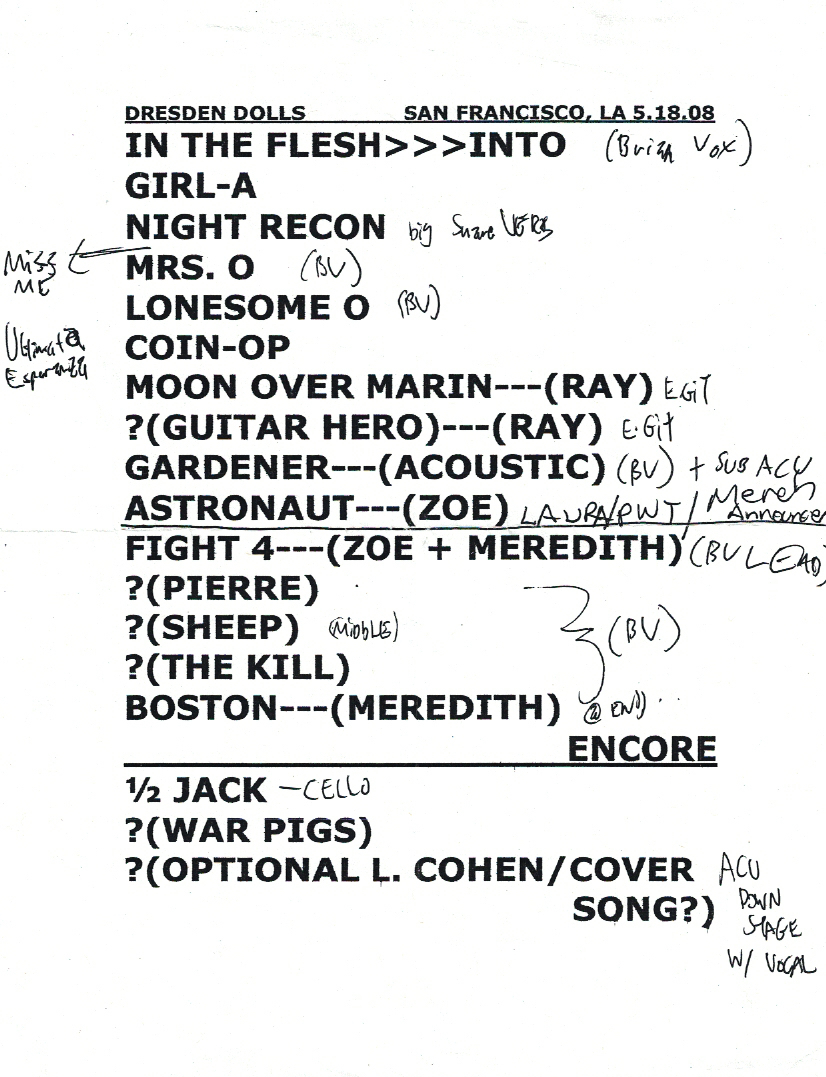 DRESDEN DOLLS SAN FRANCISCO, LA 5.18.08
IN THE FLESH>>>INTO (Brian Vox)
GIRL-A
NIGHT RECON big Snare VERB
MISS ME
MRS. O (BV)
LONESOME O (BV)
Ultimate
COIN-OP
MOON OVER MARIN---(RAY) E.GiT
?(GUITAR HERO)---(RAY) E.Git
GARDENER---(ACOUSTIC) (BV) + SUB ACU
ASTRONAUT---(ZOE) LAURA/PWT/ Merch Announcer
FIGHT 4---(ZOE + MEREDITH) (BV LEAD)
?(PIERRE)
?(SHEEP) (MIDDLE) (BV)
?(THE KILL)
BOSTON---(MEREDITH) @ END
ENCORE
½ JACK —CELLO
?(WAR PIGS)
?(OPTIONAL L. COHEN/COVER ACU
SONG?) DOWN
STAGE
W/ VOCAL